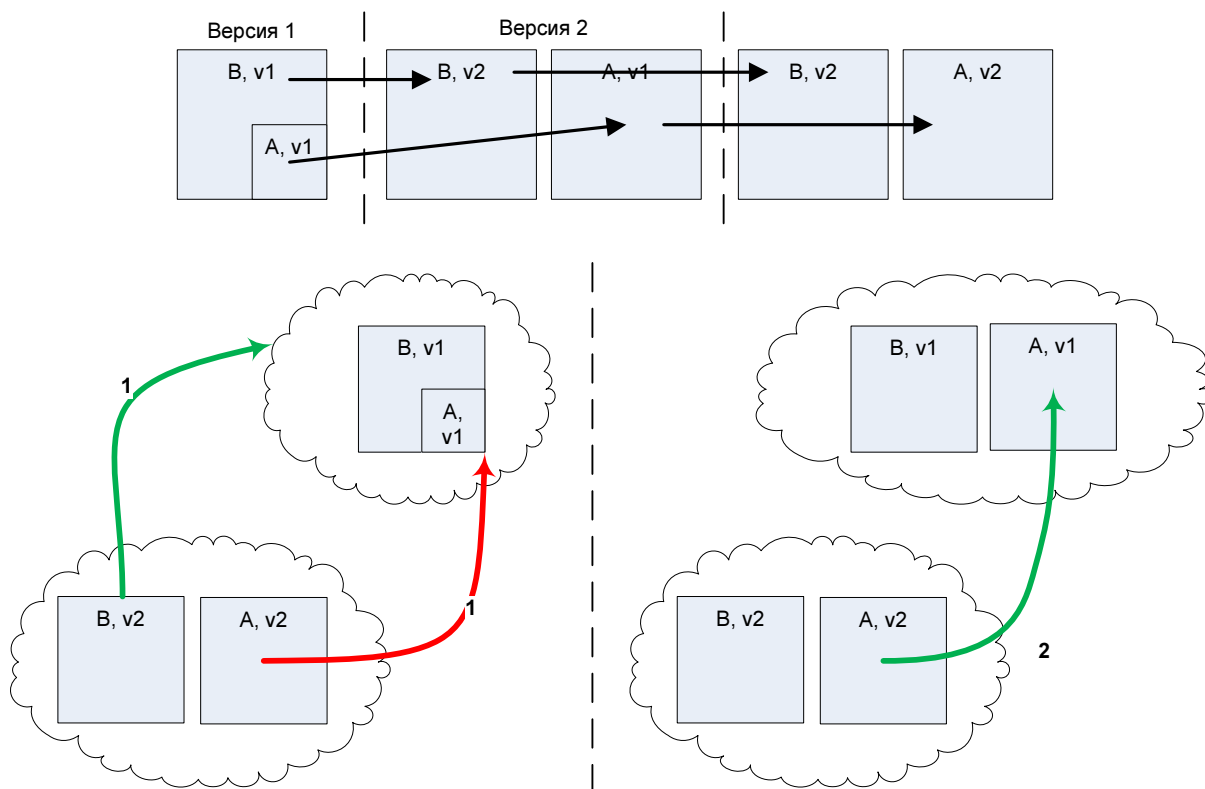 Версия 1
Версия 2
B, v1
B, v2
A, v1
B, v2
A, v2
A, v1
B, v1
A,
v1
1
B, v2
A, v2
1
B, v1
A, v1
B, v2
A, v2
2